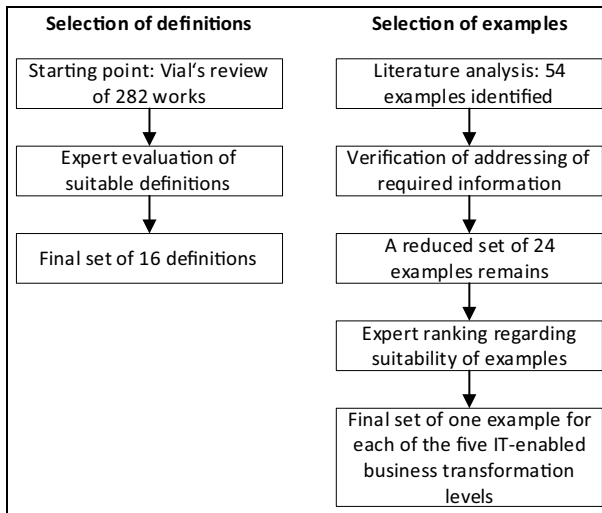 Selection of definitions
Starting point: Vial‘s review
of 282 works
Expert evaluation of
suitable definitions
Final set of 16 definitions
Selection of examples
Literature analysis: 54
examples identified
Verification of addressing of
required information
A reduced set of 24
examples remains
Expert ranking regarding
suitability of examples
Final set of one example for
each of the five IT-enabled
business transformation
levels